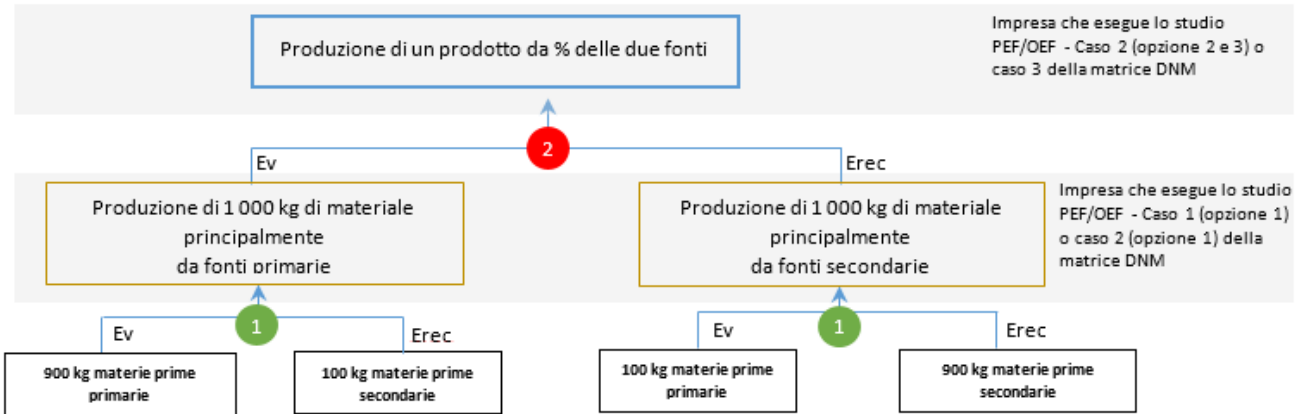 Produzione di un prodotto da % delle due fonti
Impresa che esegue lo studio
PEF/OEF - Caso 2 (opzione 2 e 3) o
caso 3 della matrice DNM
2
Ev
Erec
Produzione di 1 000 kg di materiale
principalmente
da fonti primarie
Produzione di 1 000 kg di materiale
principalmente
da fonti secondarie
Impresa che esegue lo studio
PEF/OEF - Caso 1 (opzione 1)
o caso 2 (opzione 1) della
matrice DNM
1
1
Ev
Erec
Ev
Erec
900 kg materie prime
primarie
100 kg materie prime
secondarie
100 kg materie prime
primarie
900 kg materie prime
secondarie